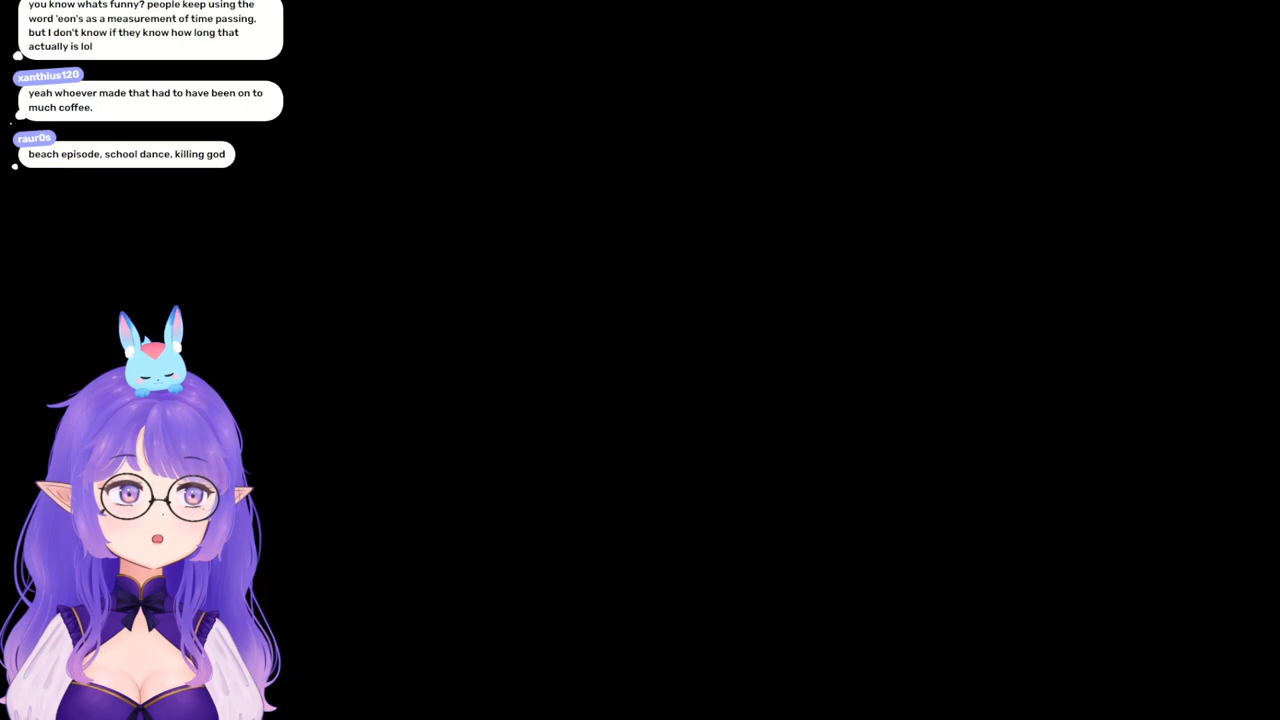 you know whats funny? people keep using the
word 'eon's as a measurement of time passing,
but I don't know if they know how long that
actually is lol
xanthius120
yeah whoever made that had to have been on to
much coffee.
raur0s
beach episode, school dance, killing god